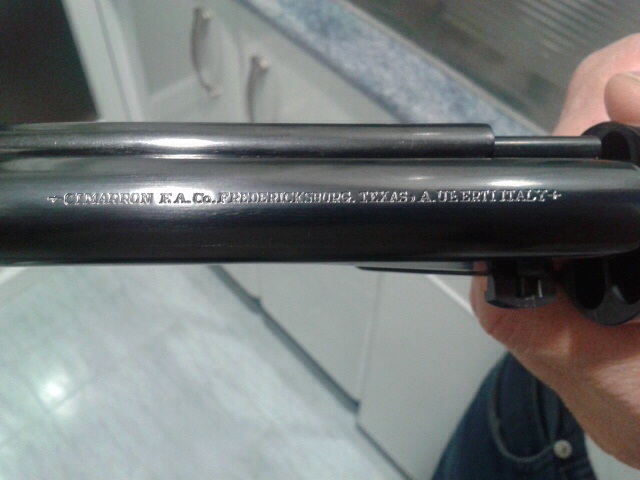 CIMARRON F.A.Co. FREDERICKSBURG, TEXAS, A. UBERTI ITALY